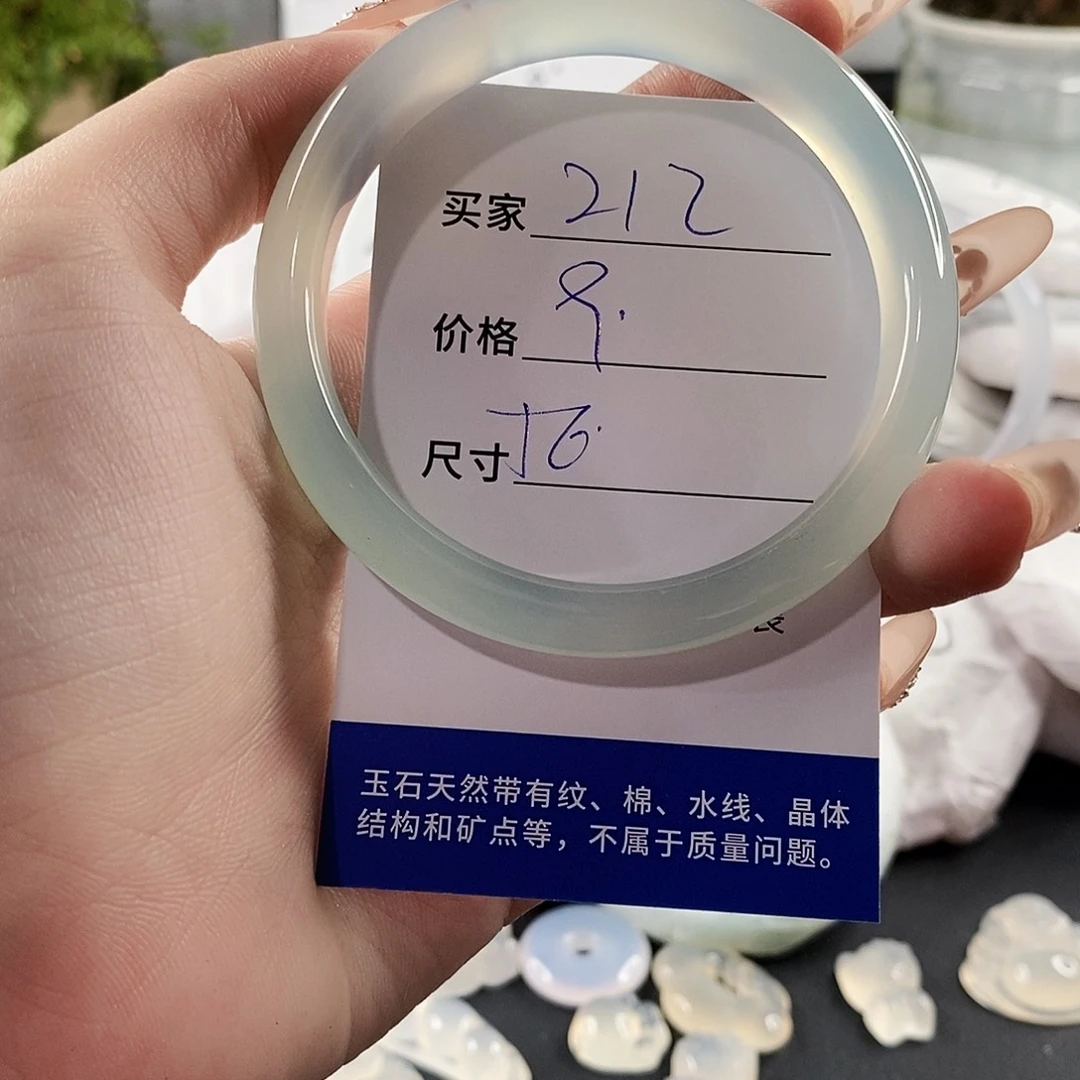 买家 212
价格 9.
尺寸
玉石天然带有纹、棉、水线、晶体
结构和矿点等，不属于质量问题。